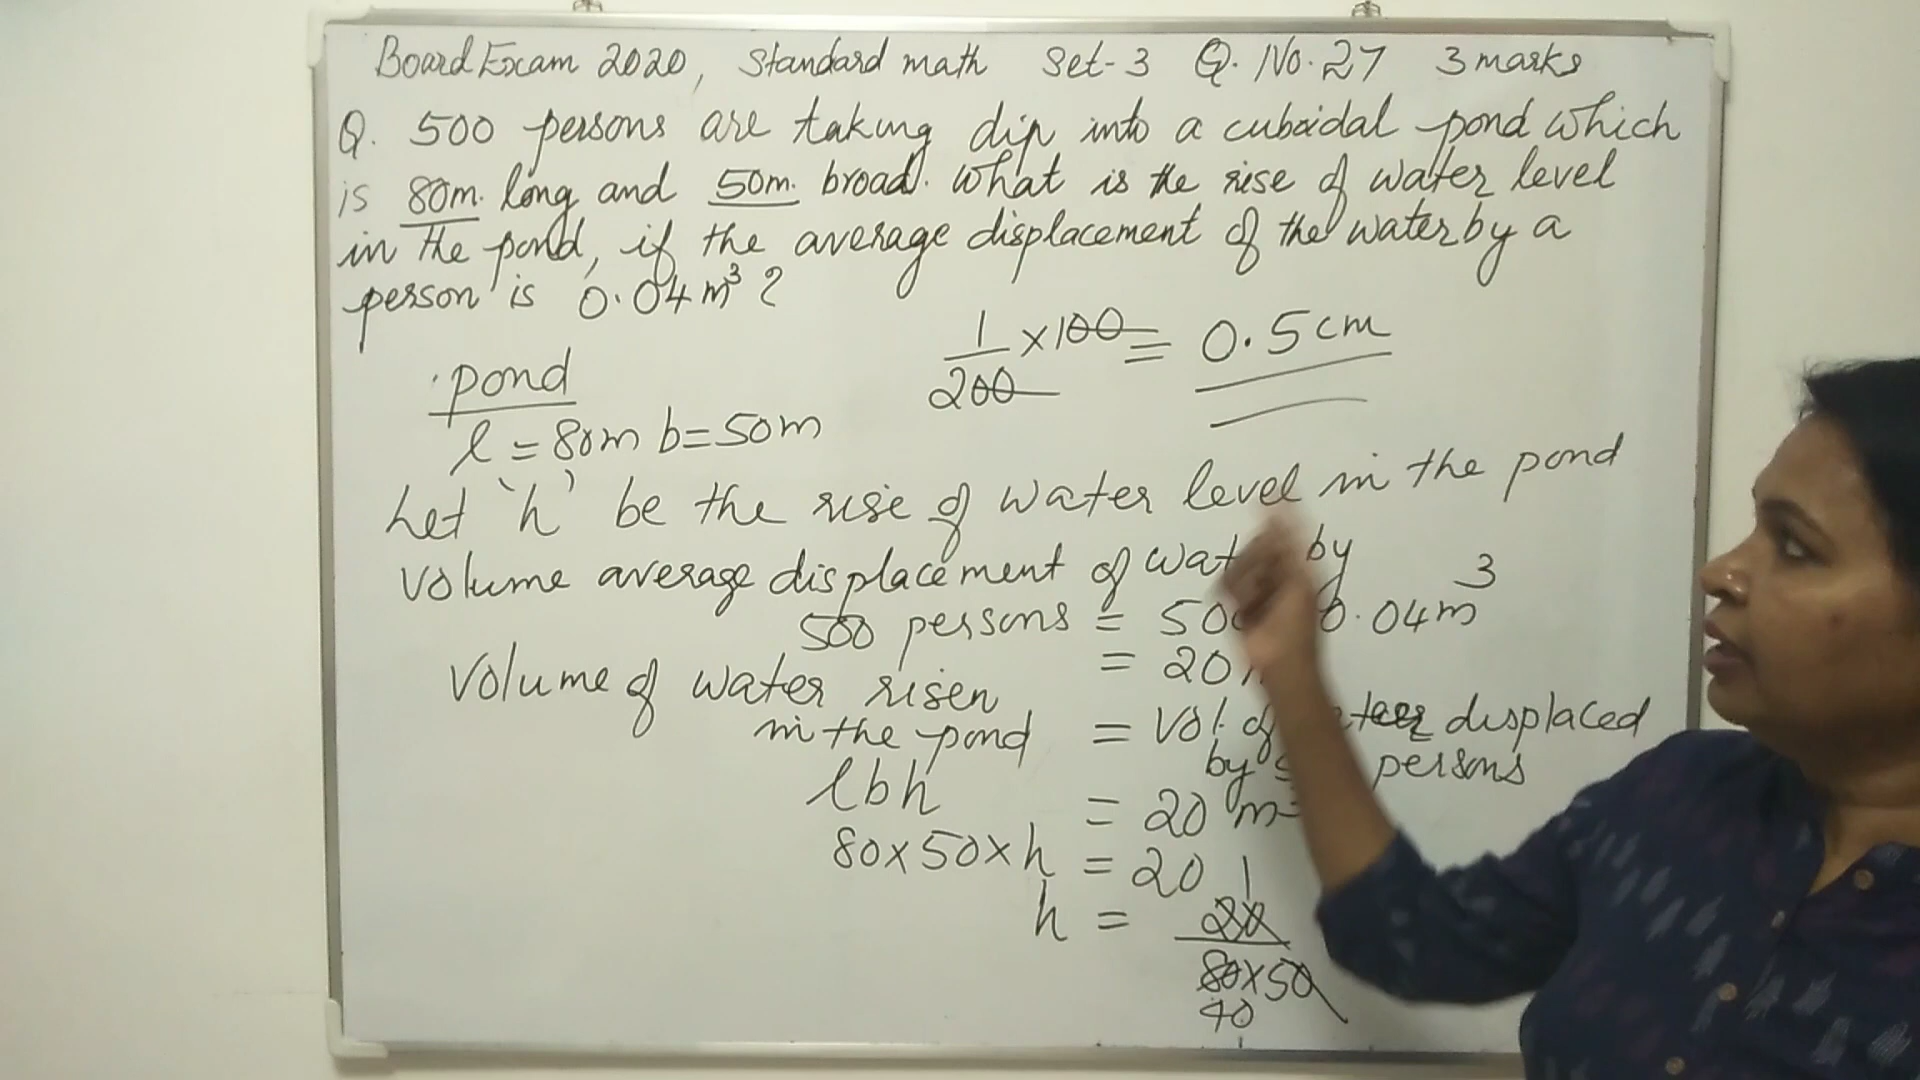 Board Exam 2020, Standard math Set-3 Q. No. 27 3 marks
Q. 500 persons are taking dip into a cuboidal pond which
is 80m. long and 50m. broad. What is the rise of water level
in the pond, if the average displacement of the water by a
person is 0.04 m³ ?
1/200 × 100 = 0.5 cm
pond
l = 80m b = 50m
Let 'h' be the rise of water level in the pond
Volume average displacement of by
500 persons = 0.04 m³
= 20
Volume of water risen
in the pond = Vol. of displaced
by persons
lbh = 20 m
80 × 50 × h = 20
h = 20/80×50
1
40